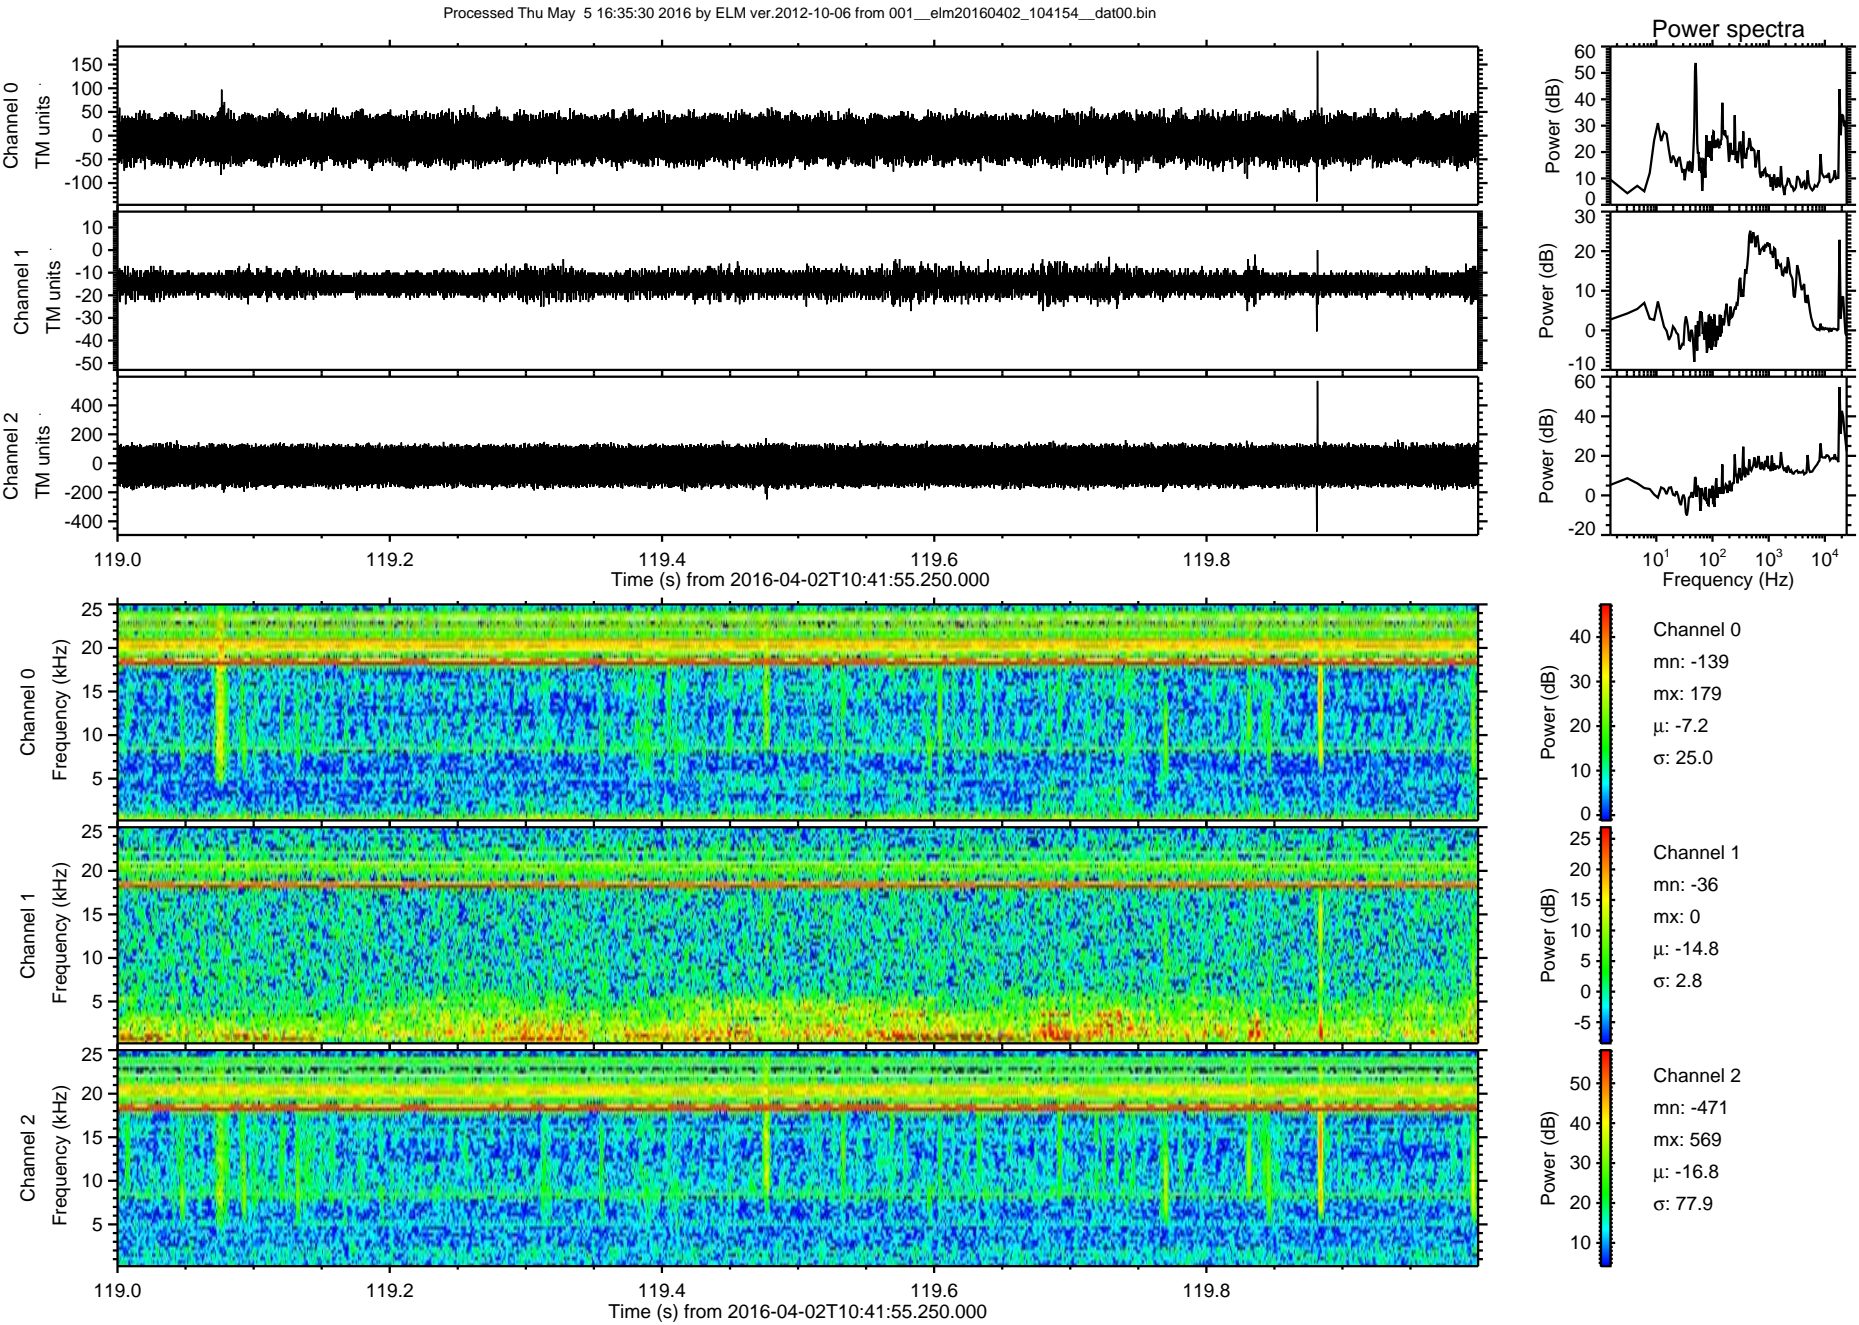 Processed Thu May  5 16:35:30 2016 by ELM ver.2012-10-06 from 001__elm20160402_104154__dat00.bin
Power spectra
Channel 0
TM units
150
100
50
0
-50
-100
Power (dB)
60
50
40
30
20
10
0
Channel 1
TM units
10
0
-10
-20
-30
-40
-50
Power (dB)
30
20
10
0
-10
Channel 2
TM units
400
200
0
-200
-400
Power (dB)
60
40
20
0
-20
119.0 119.2 119.4 119.6 119.8
Time (s) from 2016-04-02T10:41:55.250.000
10¹ 10² 10³ 10⁴
Frequency (Hz)
Channel 0
Frequency (kHz)
25
20
15
10
5
Power (dB)
40
30
20
10
0
Channel 0
mn: -139
mx: 179
µ: -7.2
σ: 25.0
Channel 1
Frequency (kHz)
25
20
15
10
5
Power (dB)
25
20
15
10
5
0
-5
Channel 1
mn: -36
mx: 0
µ: -14.8
σ: 2.8
Channel 2
Frequency (kHz)
25
20
15
10
5
Power (dB)
50
40
30
20
10
Channel 2
mn: -471
mx: 569
µ: -16.8
σ: 77.9
119.0 119.2 119.4 119.6 119.8
Time (s) from 2016-04-02T10:41:55.250.000